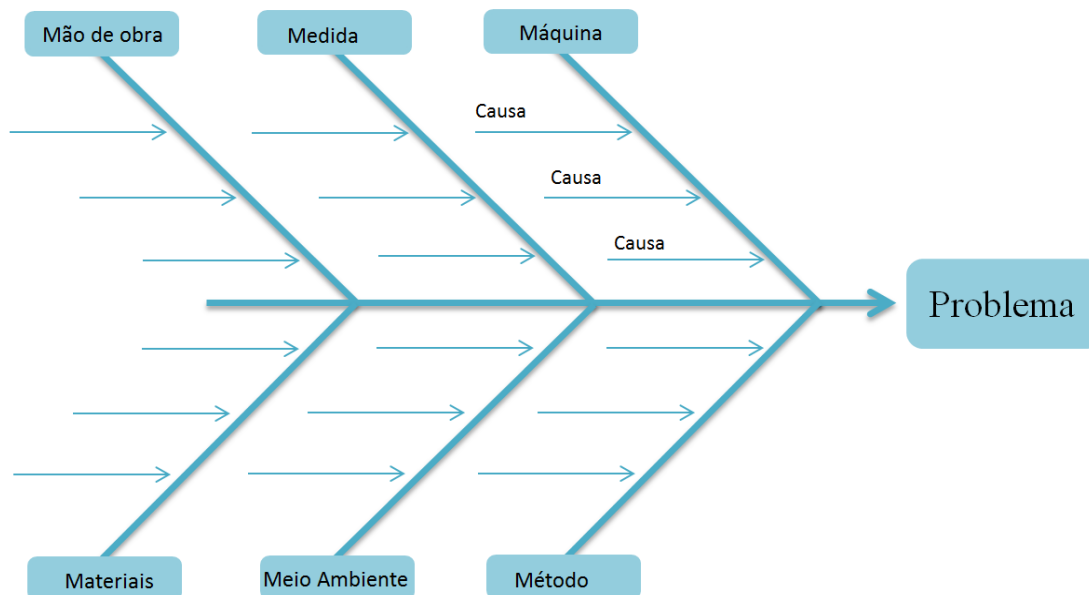 Mão de obra
Medida
Máquina
Causa
Causa
Causa
Problema
Materiais
Meio Ambiente
Método